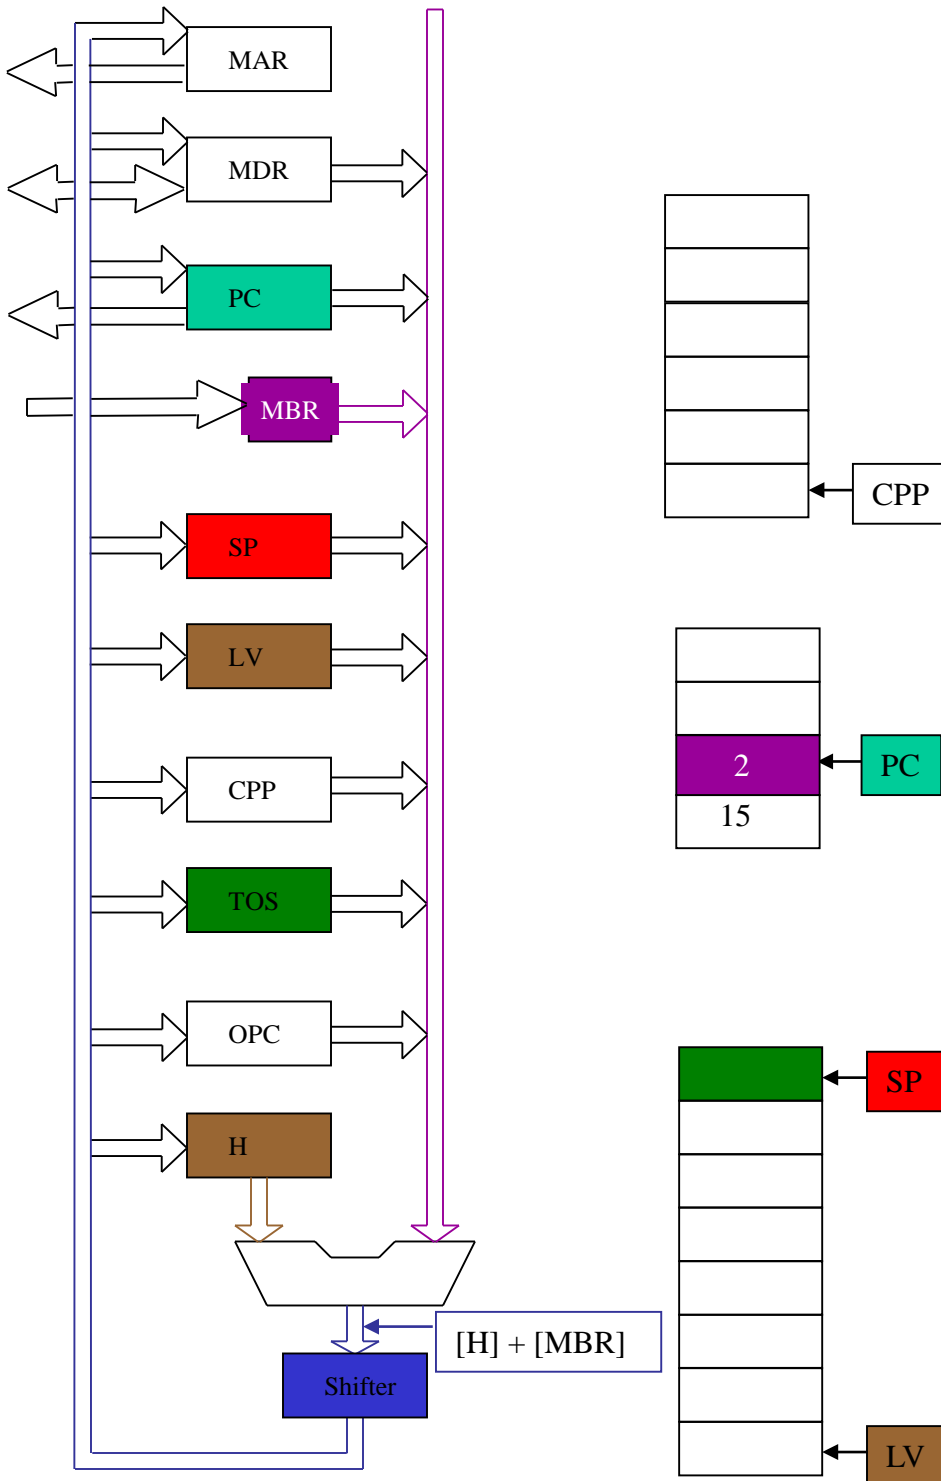 MAR
MDR
PC
MBR
SP
LV
CPP
TOS
OPC
H
[H] + [MBR]
Shifter
CPP
2
PC
15
SP
LV